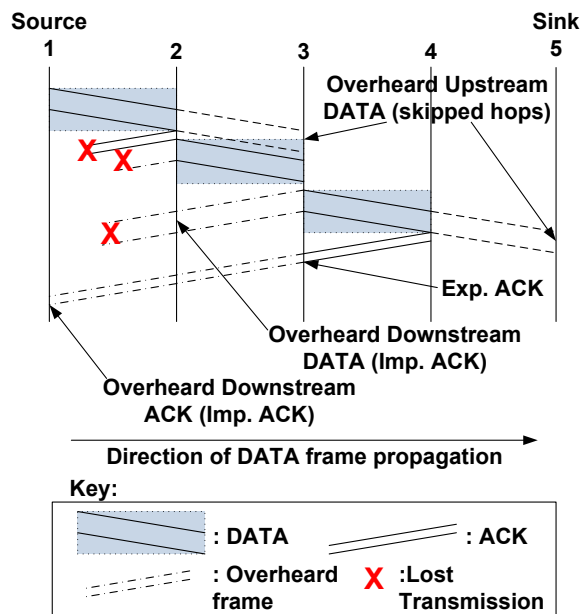 Source
Sink
1
2
3
4
5
Overheard Upstream
DATA (skipped hops)
X
X
X
Exp. ACK
Overheard Downstream
DATA (Imp. ACK)
Overheard Downstream
ACK (Imp. ACK)
Direction of DATA frame propagation
Key:
: DATA
: ACK
: Overheard
frame
X
:Lost
Transmission